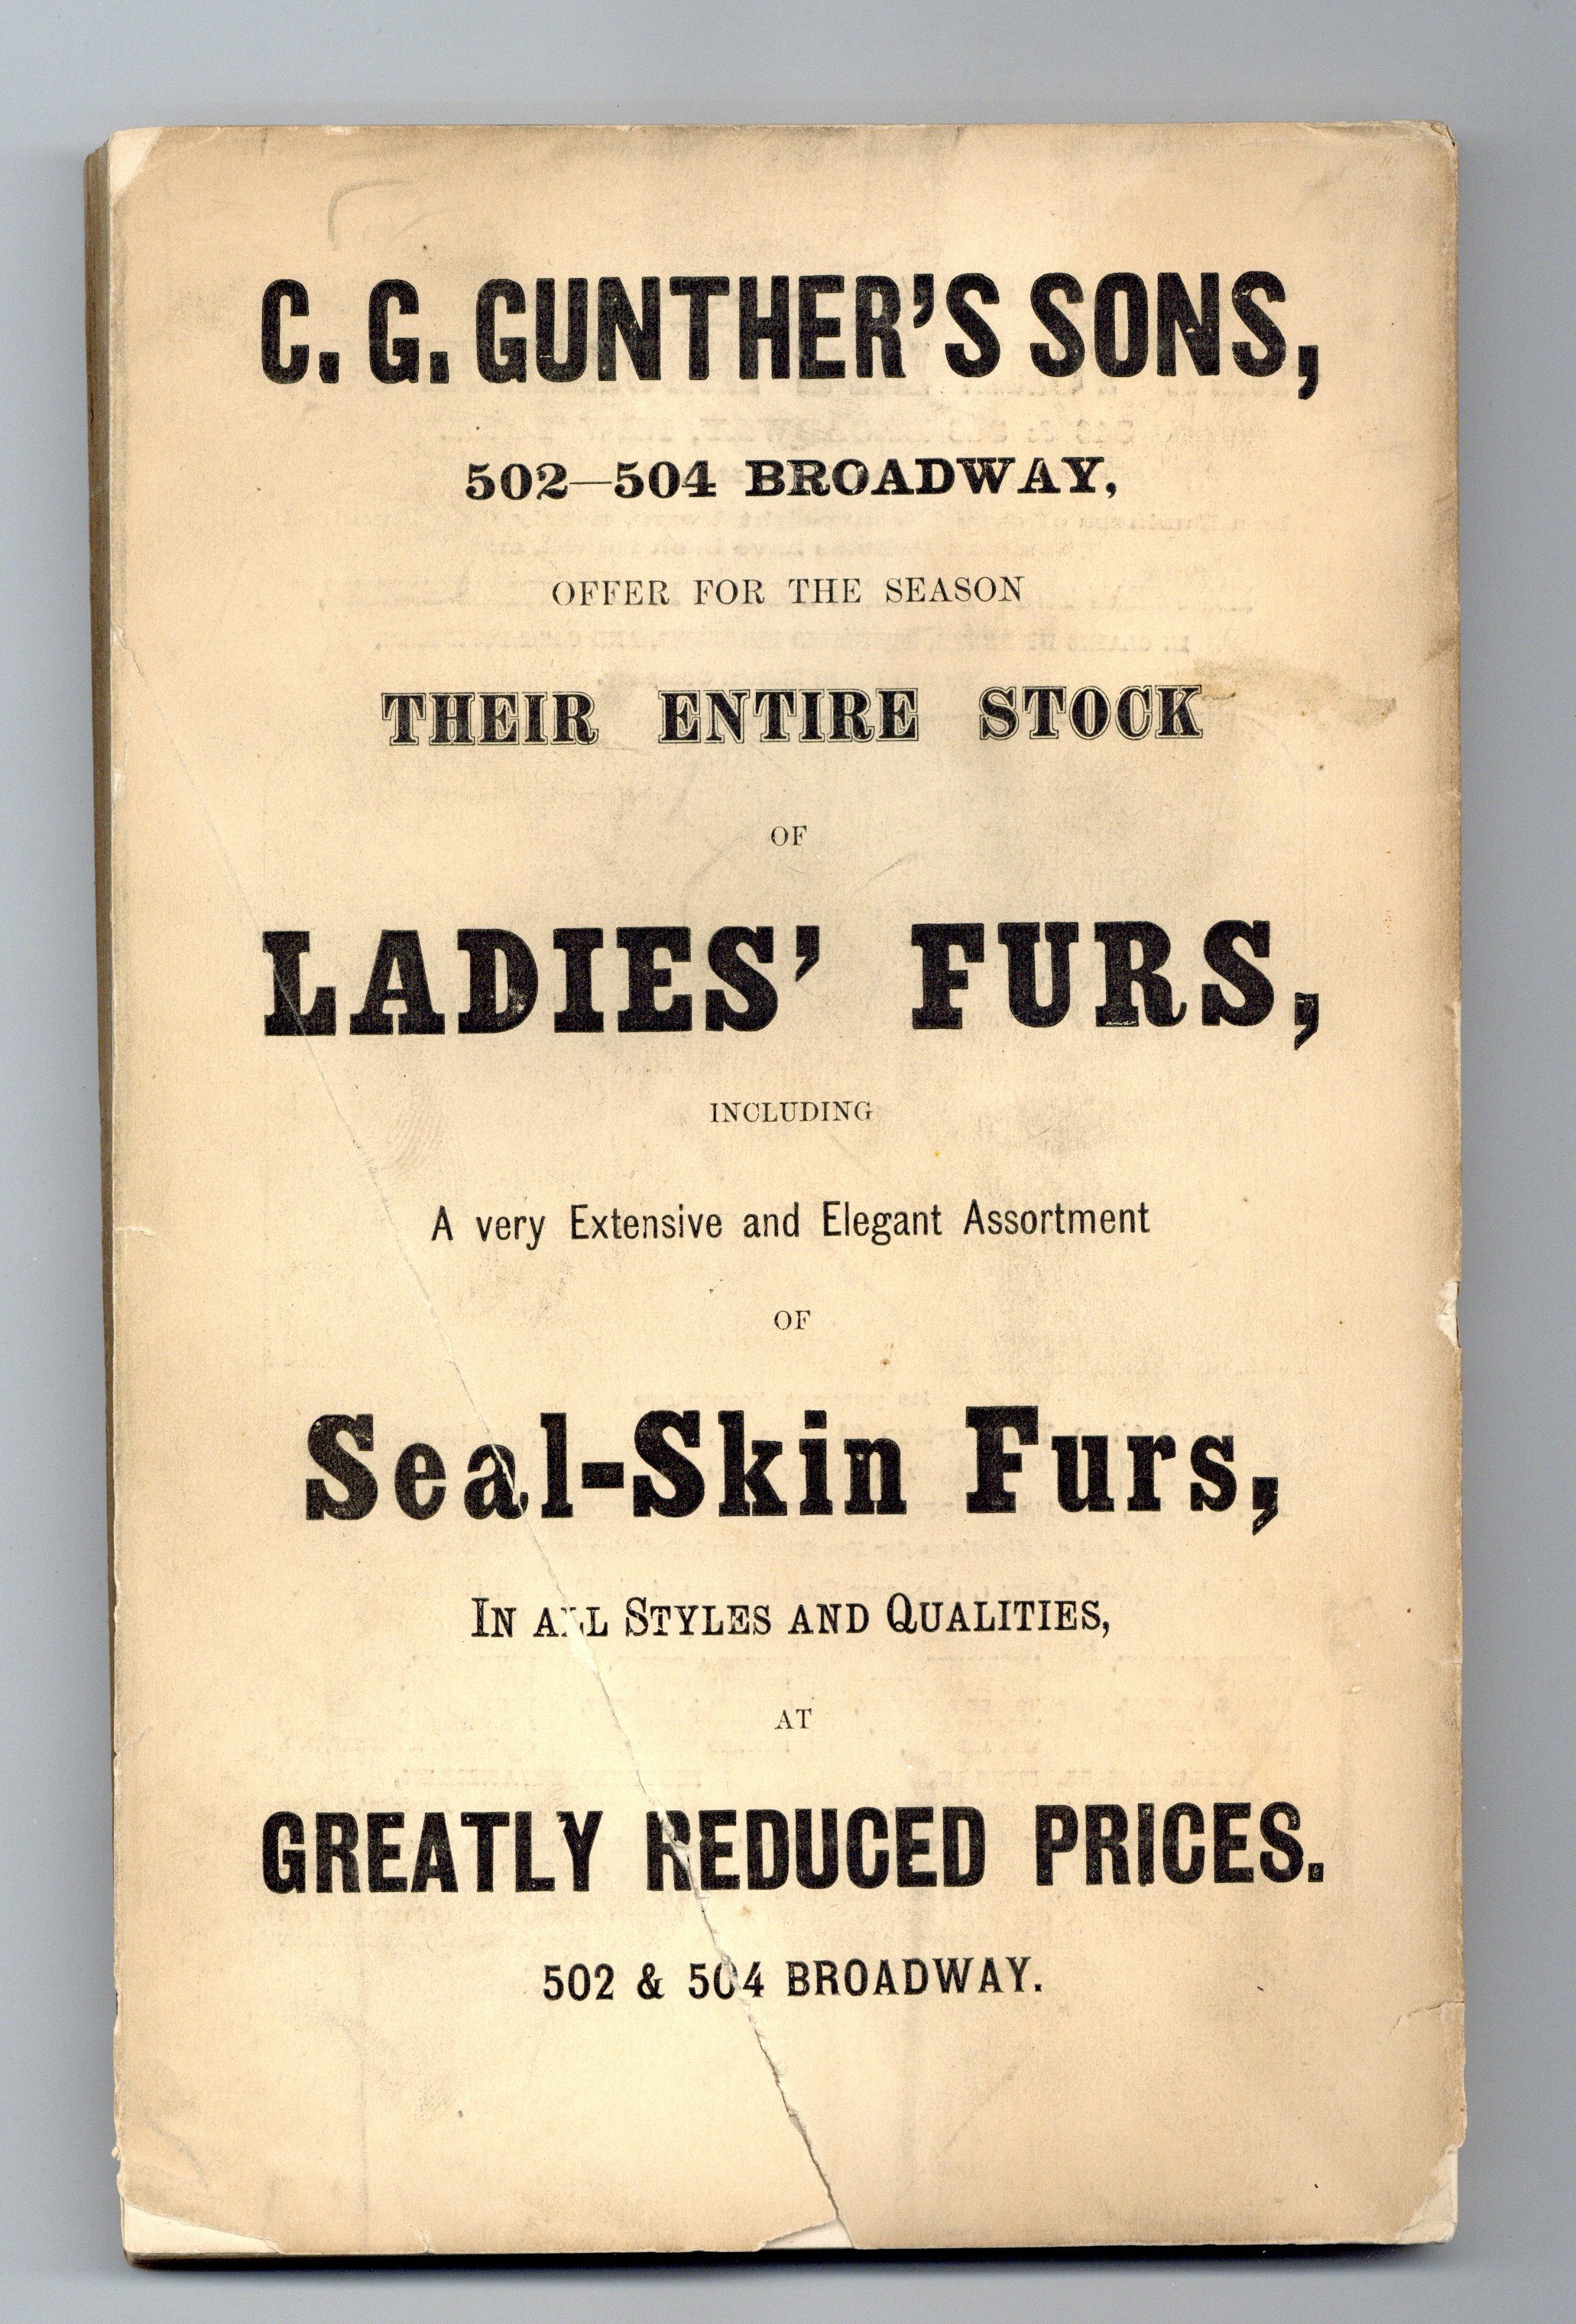 C. G. GUNTHER'S SONS,
502–504 BROADWAY,
OFFER FOR THE SEASON
THEIR ENTIRE STOCK
OF
LADIES' FURS,
INCLUDING
A very Extensive and Elegant Assortment
OF
Seal-Skin Furs,
IN ALL STYLES AND QUALITIES,
AT
GREATLY REDUCED PRICES.
502 & 504 BROADWAY.